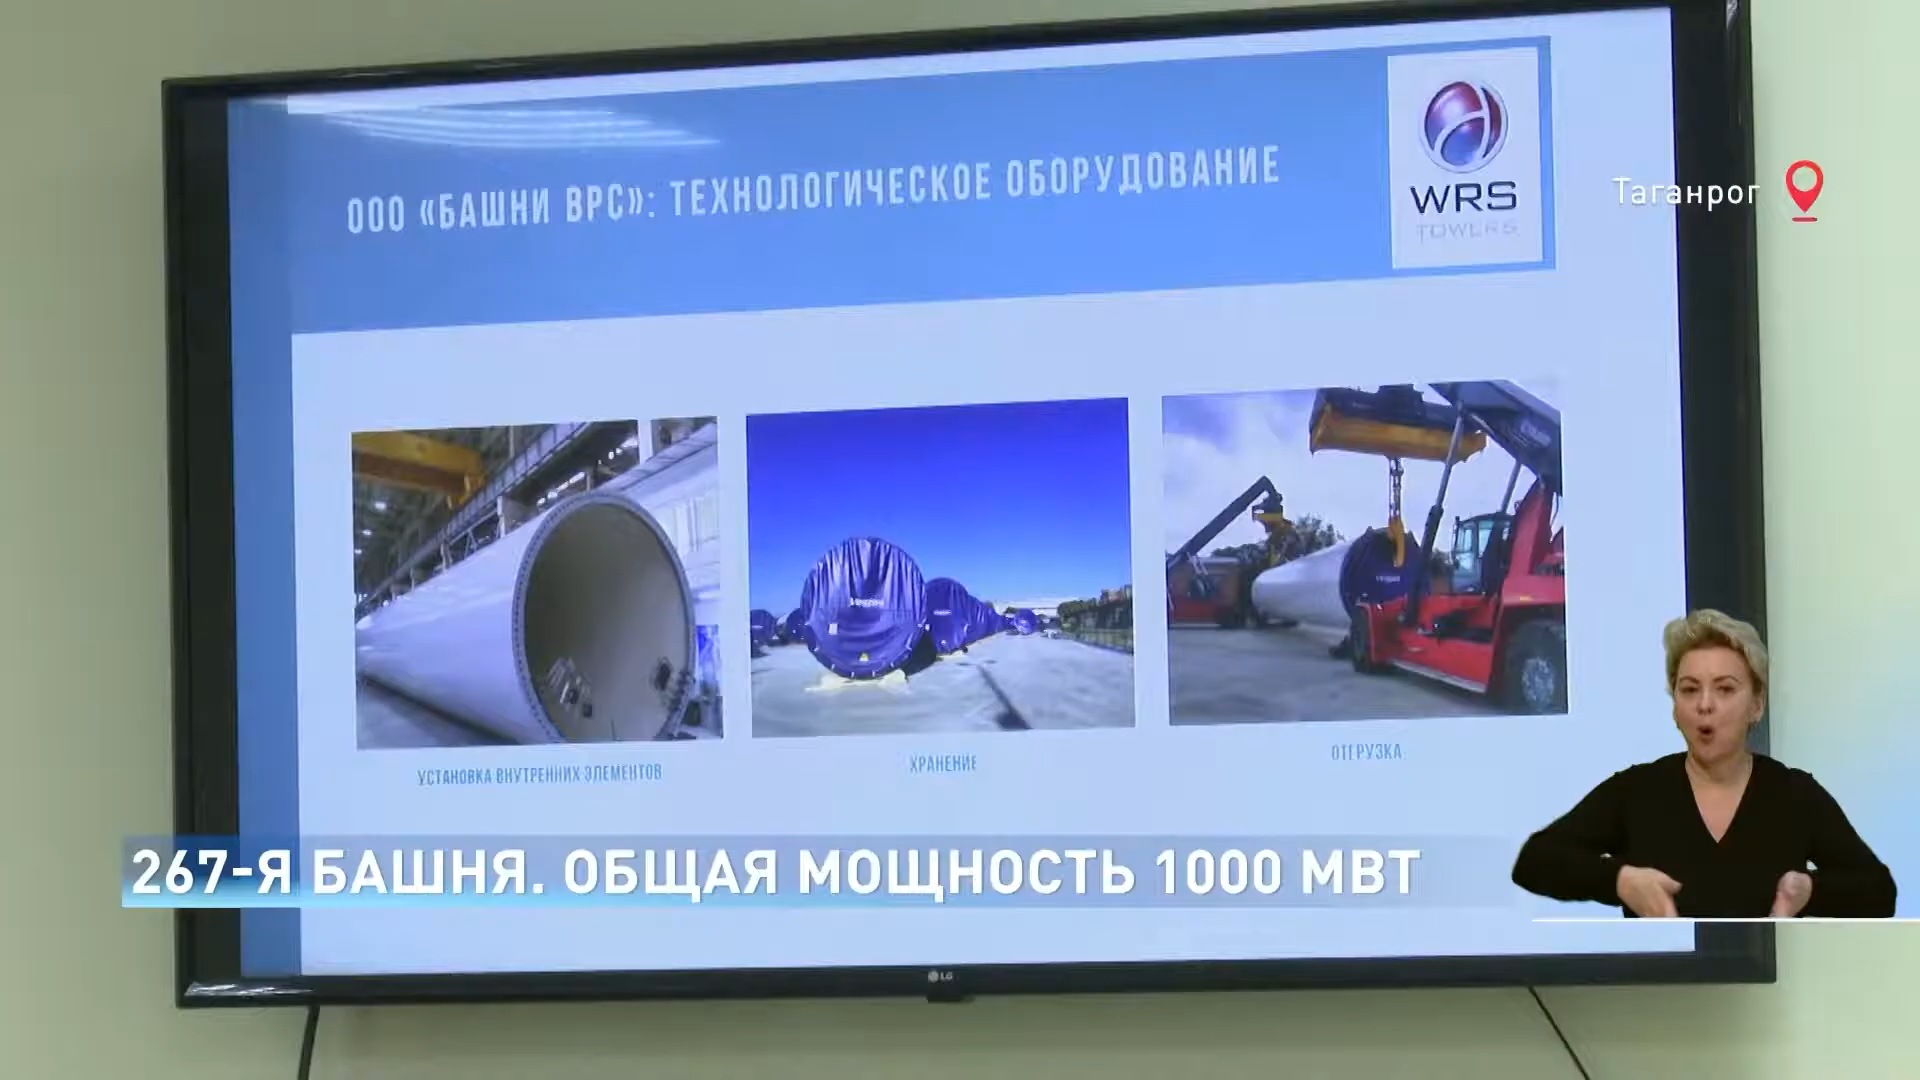 ООО «БАШНИ ВРС»: ТЕХНОЛОГИЧЕСКОЕ ОБОРУДОВАНИЕ
WRS
TOWERS
Таганрог
УСТАНОВКА ВНУТРЕННИХ ЭЛЕМЕНТОВ
ХРАНЕНИЕ
ОТГРУЗКА
267-Я БАШНЯ. ОБЩАЯ МОЩНОСТЬ 1000 МВТ
LG